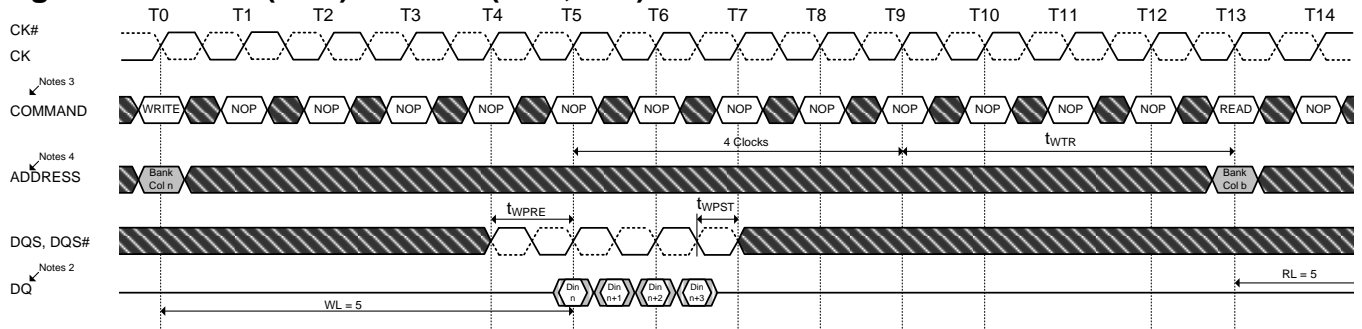 T0 T1 T2 T3 T4 T5 T6 T7 T8 T9 T10 T11 T12 T13 T14
CK#
CK
Notes 3
COMMAND WRITE NOP NOP NOP NOP NOP NOP NOP NOP NOP NOP NOP NOP READ NOP
4 Clocks tWTR
Notes 4
ADDRESS
Bank Col n
Bank Col b
tWPRE tWPST
DQS, DQS#
Notes 2
DQ
Din n
Din n+1
Din n+2
Din n+3
RL = 5
WL = 5